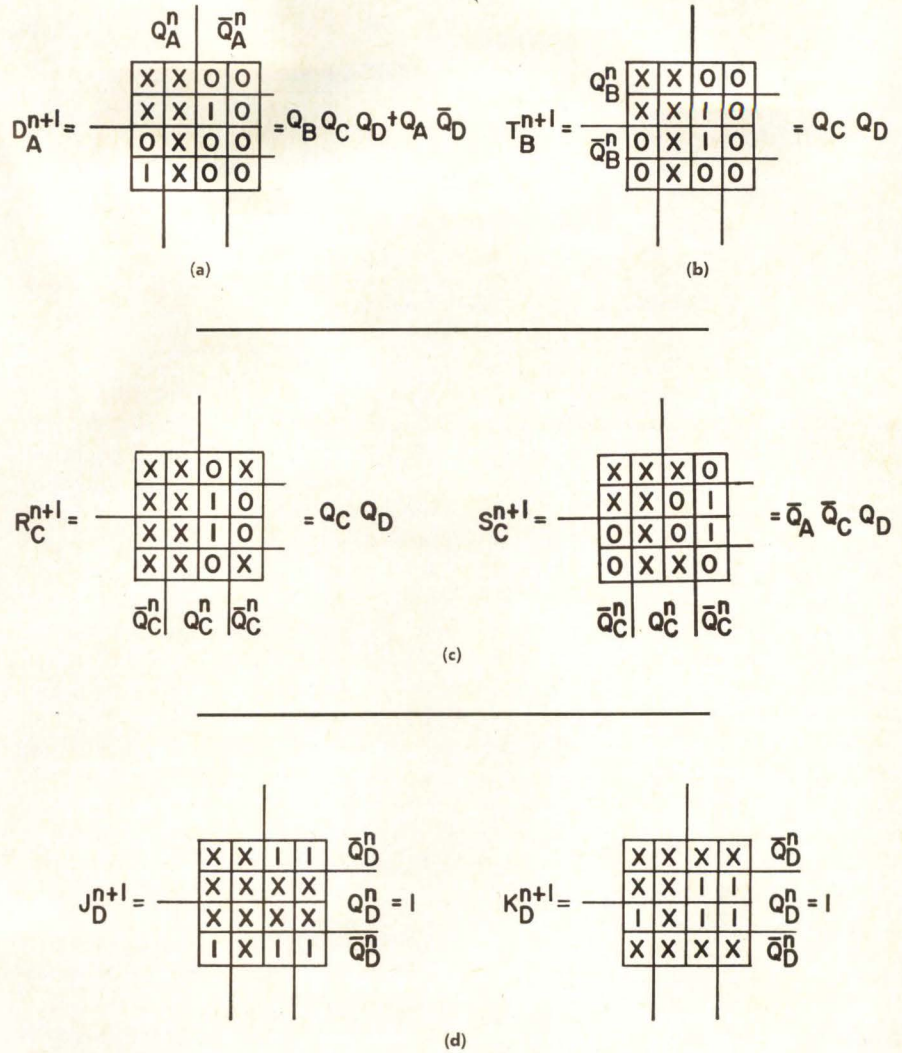 Q_A^n Q̄_A^n
X X 0 0
X X 1 0
0 X 0 0
1 X 0 0
D_A^{n+1} = = Q_B Q_C Q_D + Q_A Q̄_D
(a)
Q_B^n
Q̄_B^n
X X 0 0
X X 1 0
0 X 1 0
0 X 0 0
T_B^{n+1} = = Q_C Q_D
(b)
X X 0 X
X X 1 0
X X 1 0
X X 0 X
R_C^{n+1} = = Q_C Q_D
Q̄_C^n Q_C^n Q̄_C^n
X X X 0
X X 0 1
0 X 0 1
0 X X 0
S_C^{n+1} = = Q̄_A Q̄_C Q_D
Q̄_C^n Q_C^n Q̄_C^n
(c)
X X 1 1 Q̄_D^n
X X X X
J_D^{n+1} = Q_D^n = 1
X X X X
1 X 1 1 Q̄_D^n
X X X X Q̄_D^n
X X 1 1
K_D^{n+1} = Q_D^n = 1
1 X 1 1
X X X X Q̄_D^n
(d)